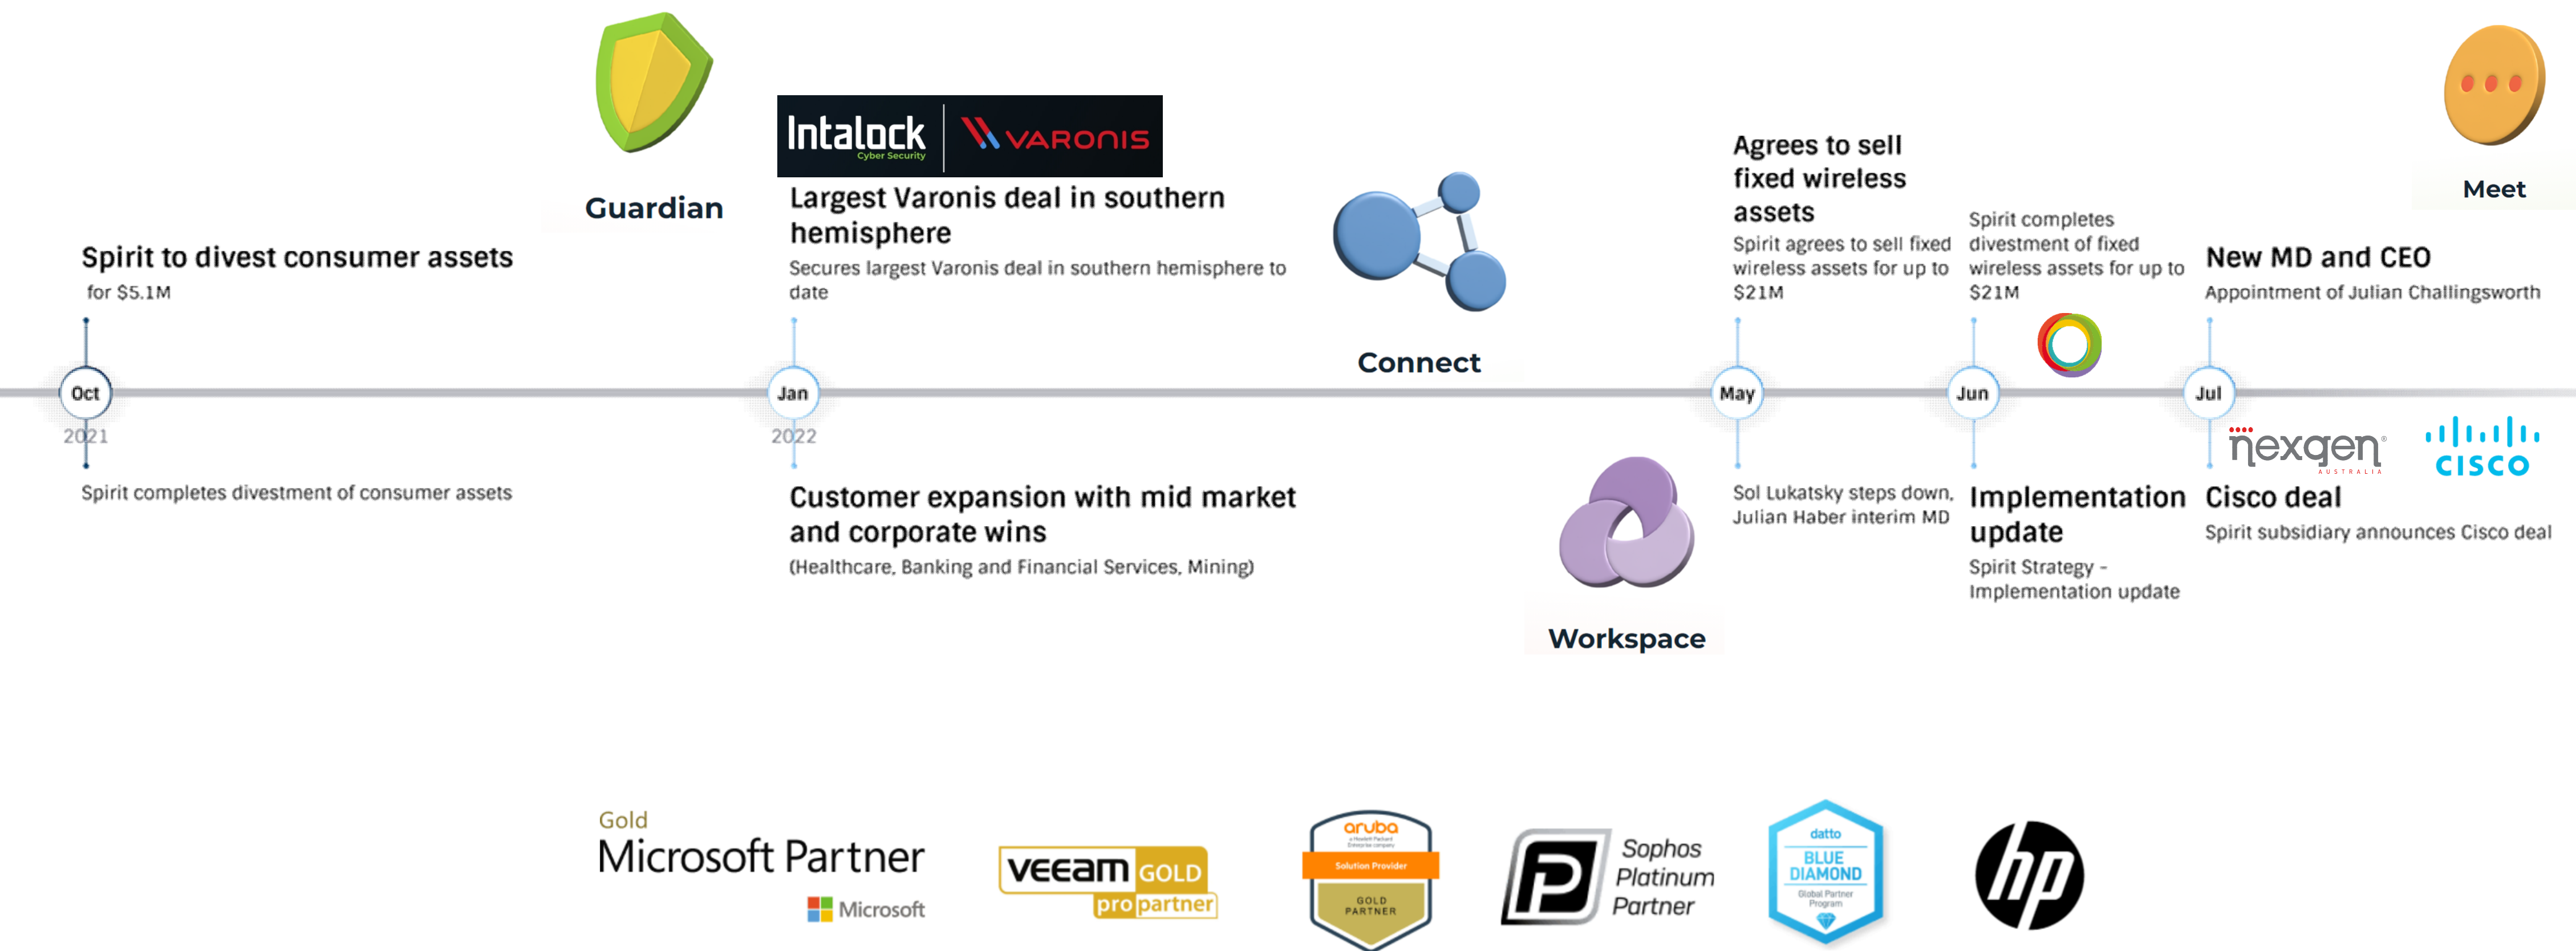 Guardian
Intalock
Cyber Security
VARONIS
Meet
Spirit to divest consumer assets
for $5.1M
Largest Varonis deal in southern
hemisphere
Secures largest Varonis deal in southern hemisphere to
date
Connect
Agrees to sell
fixed wireless
assets
Spirit agrees to sell fixed
wireless assets for up to
$21M
Spirit completes
divestment of fixed
wireless assets for up to
$21M
New MD and CEO
Appointment of Julian Challingsworth
Oct
2021
Jan
2022
May
Jun
Jul
Spirit completes divestment of consumer assets
Customer expansion with mid market
and corporate wins
(Healthcare, Banking and Financial Services, Mining)
Workspace
Sol Lukatsky steps down,
Julian Haber interim MD
Implementation
update
Spirit Strategy -
Implementation update
nexgen®
AUSTRALIA
CISCO
Cisco deal
Spirit subsidiary announces Cisco deal
Gold
Microsoft Partner
Microsoft
veeam GOLD
pro partner
aruba
a Hewlett Packard
Enterprise company
Solution Provider
GOLD
PARTNER
P
Sophos
Platinum
Partner
datto
BLUE
DIAMOND
Global Partner
Program
hp